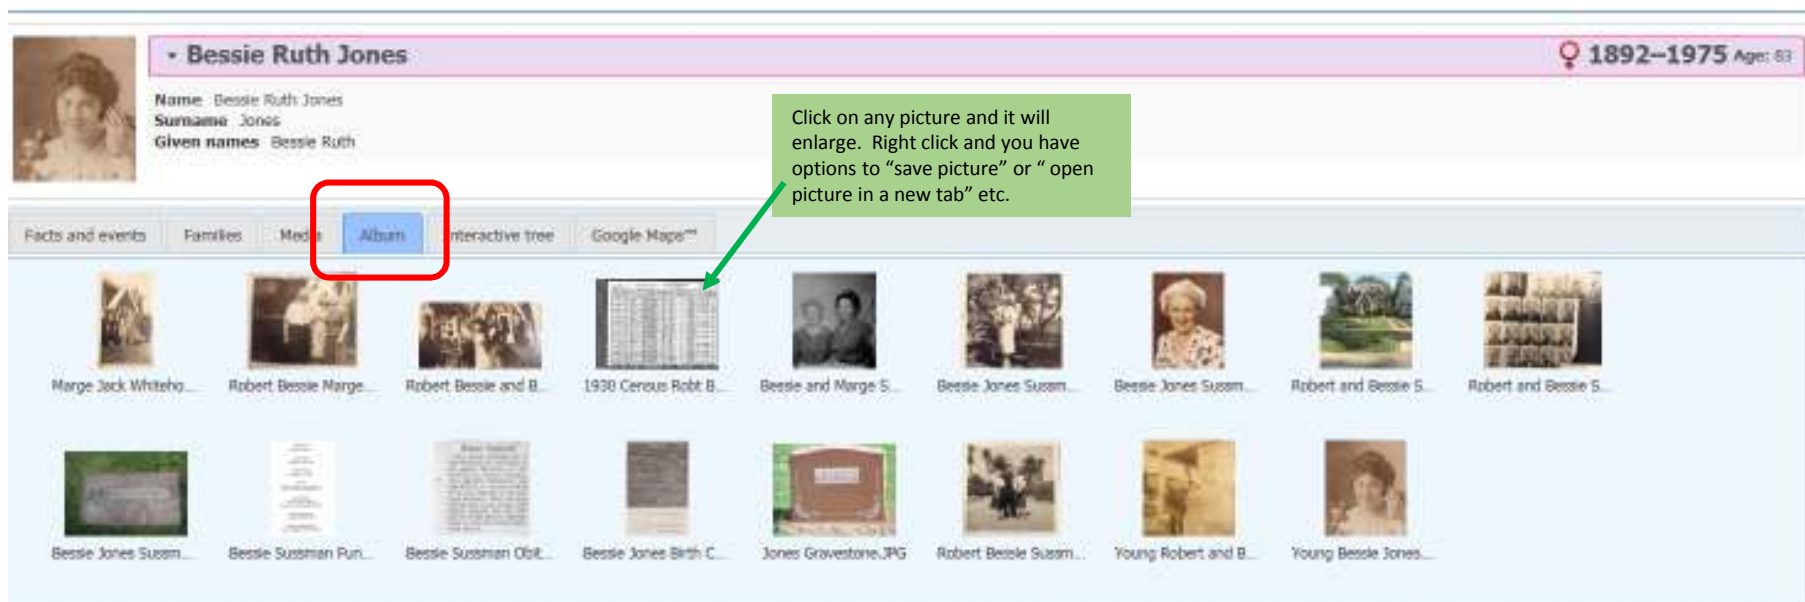 Bessie Ruth Jones
1892–1975 Age: 83
Name Bessie Ruth Jones
Surname Jones
Given names Bessie Ruth
Click on any picture and it will
enlarge. Right click and you have
options to “save picture” or “ open
picture in a new tab” etc.
Facts and events Families Media Album Interactive tree Google Maps™
Marge Jack Whiteho... Robert Bessie Marge... Robert Bessie and B... 1930 Census Robt B... Bessie and Marge S... Bessie Jones Sussm... Bessie Jones Sussm... Robert and Bessie S... Robert and Bessie S...
Bessie Jones Sussm... Bessie Sussman Fun... Bessie Sussman Obit... Bessie Jones Birth C... Jones Gravestone.JPG Robert Bessie Sussm... Young Robert and B... Young Bessie Jones...